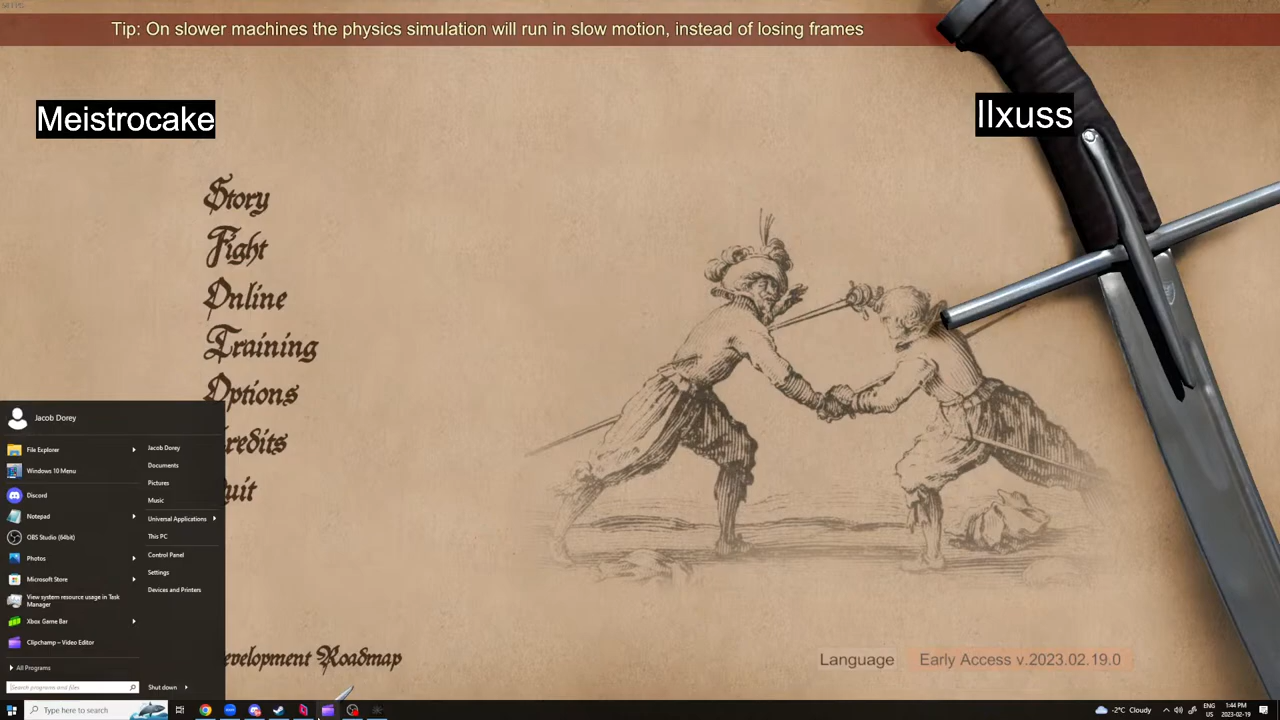 Tip: On slower machines the physics simulation will run in slow motion, instead of losing frames
Meistrocake
Ilxuss
Story
Fight
Online
Training
Options
redits
uit
evelopment Roadmap
Language
Early Access v.2023.02.19.0
Jacob Dorey
File Explorer
Windows 10 Menu
Discord
Notepad
OBS Studio (64bit)
Photos
Microsoft Store
View system resource usage in Task
Manager
Xbox Game Bar
Clipchamp – Video Editor
All Programs
Search programs and files
Jacob Dorey
Documents
Pictures
Music
Universal Applications
This PC
Control Panel
Settings
Devices and Printers
Shut down
Type here to search
-2°C Cloudy
ENG
US
1:44 PM
2023-02-19